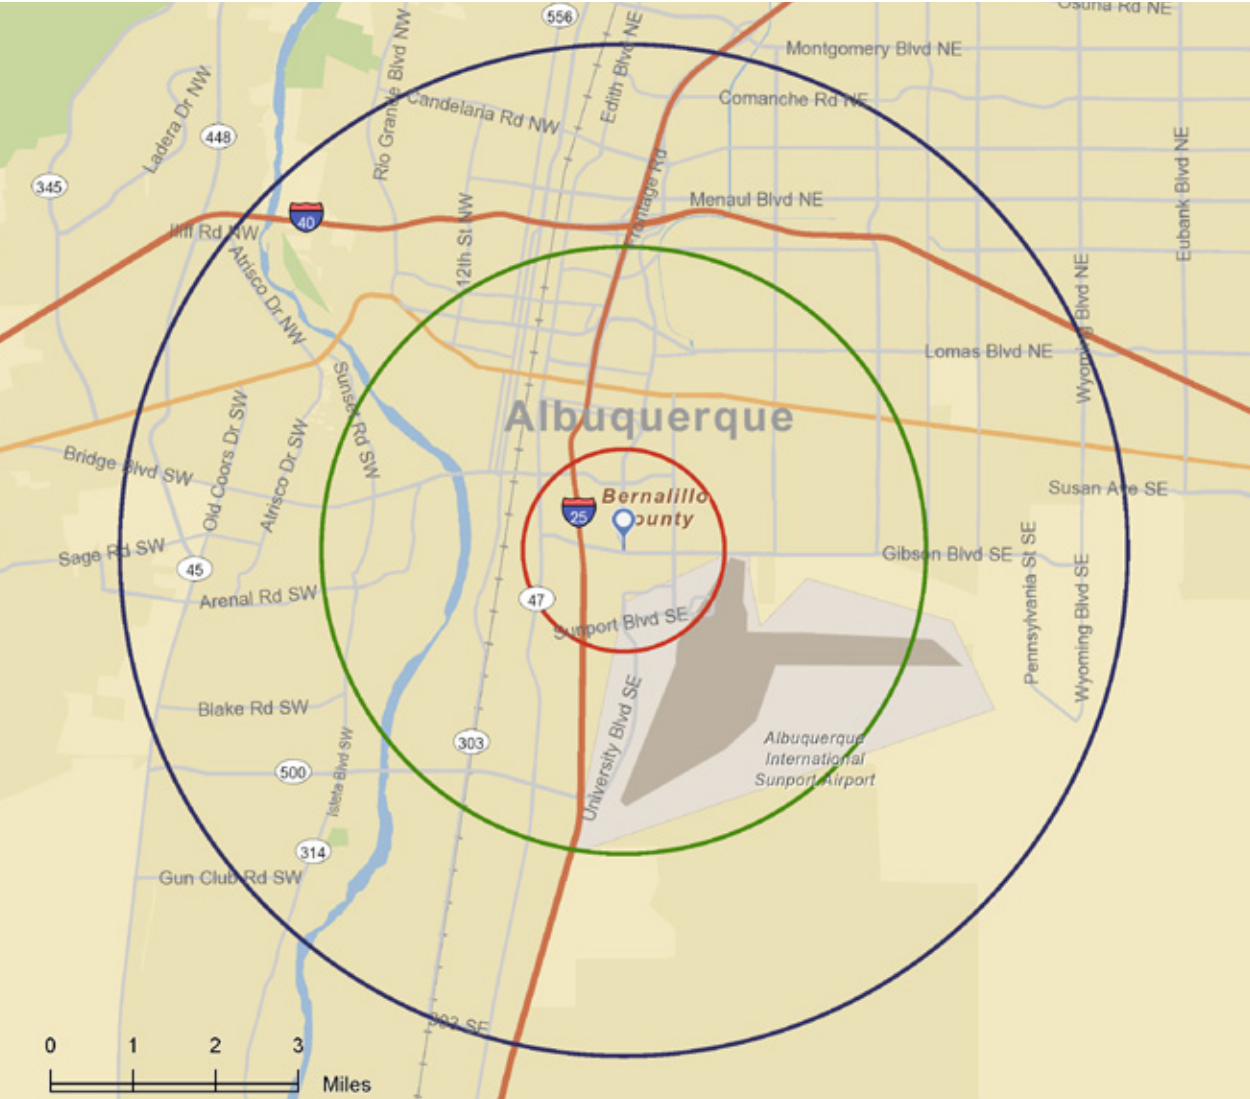 Osuna Rd NE
556
Montgomery Blvd NE
Edith Blvd NE
Rio Grande Blvd NW
Ladera Dr NW
Candelaria Rd NW
Comanche Rd NE
448
345
Frontage Rd
Eubank Blvd NE
Menaul Blvd NE
40
Iliff Rd NW
12th St NW
Atrisco Dr NW
Wyoming Blvd NE
Lomas Blvd NE
Sunset Rd SW
Albuquerque
Old Coors Dr SW
Atrisco Dr SW
Bridge Blvd SW
Susan Ave SE
Bernalillo
ounty
25
Sage Rd SW
Gibson Blvd SE
45
47
Arenal Rd SW
Sunport Blvd SE
Pennsylvania St SE
Wyoming Blvd SE
Blake Rd SW
University Blvd SE
303
Albuquerque
International
Sunport Airport
500
Isleta Blvd SW
314
Gun Club Rd SW
303 SE
0 1 2 3
Miles